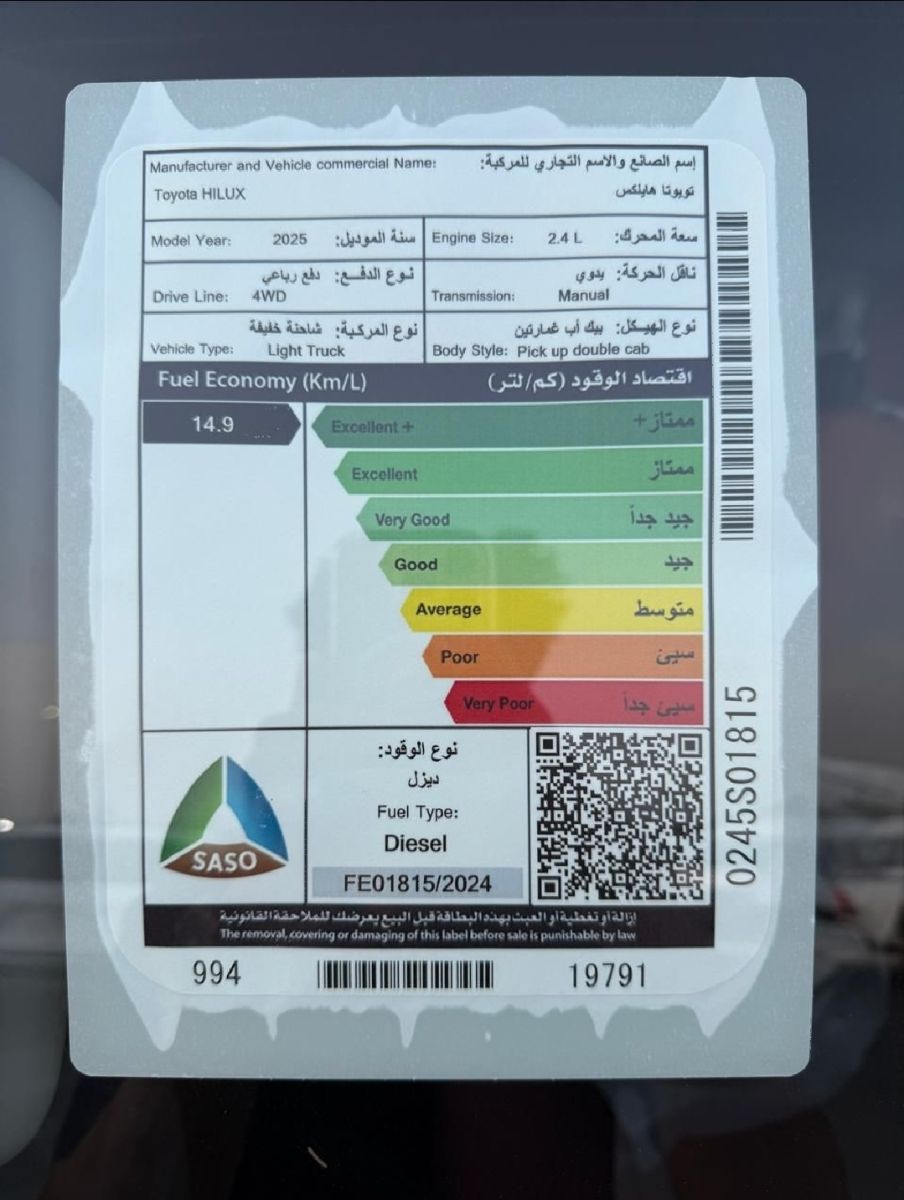 Manufacturer and Vehicle commercial Name: إسم الصانع والاسم التجاري للمركبة:
Toyota HILUX تويوتا هايلكس
Model Year: 2025 سنة الموديل:
Engine Size: 2.4 L سعة المحرك:
نوع الدفـع: دفع رباعي
Drive Line: 4WD
ناقل الحركة: يدوي
Transmission: Manual
نوع المركبة: شاحنة خفيفة
Vehicle Type: Light Truck
نوع الهيكل: بيك أب غمارتين
Body Style: Pick up double cab
Fuel Economy (Km/L) اقتصاد الوقود (كم/لتر)
14.9
Excellent + ممتاز+
Excellent ممتاز
Very Good جيد جداً
Good جيد
Average متوسط
Poor سيئ
Very Poor سيئ جداً
SASO
نوع الوقود:
ديزل
Fuel Type:
Diesel
FE01815/2024
إزالة أو تغطية أو العبث بهذه البطاقة قبل البيع يعرضك للملاحقة القانونية
The removal, covering or damaging of this label before sale is punishable by law
994 19791
0245S01815